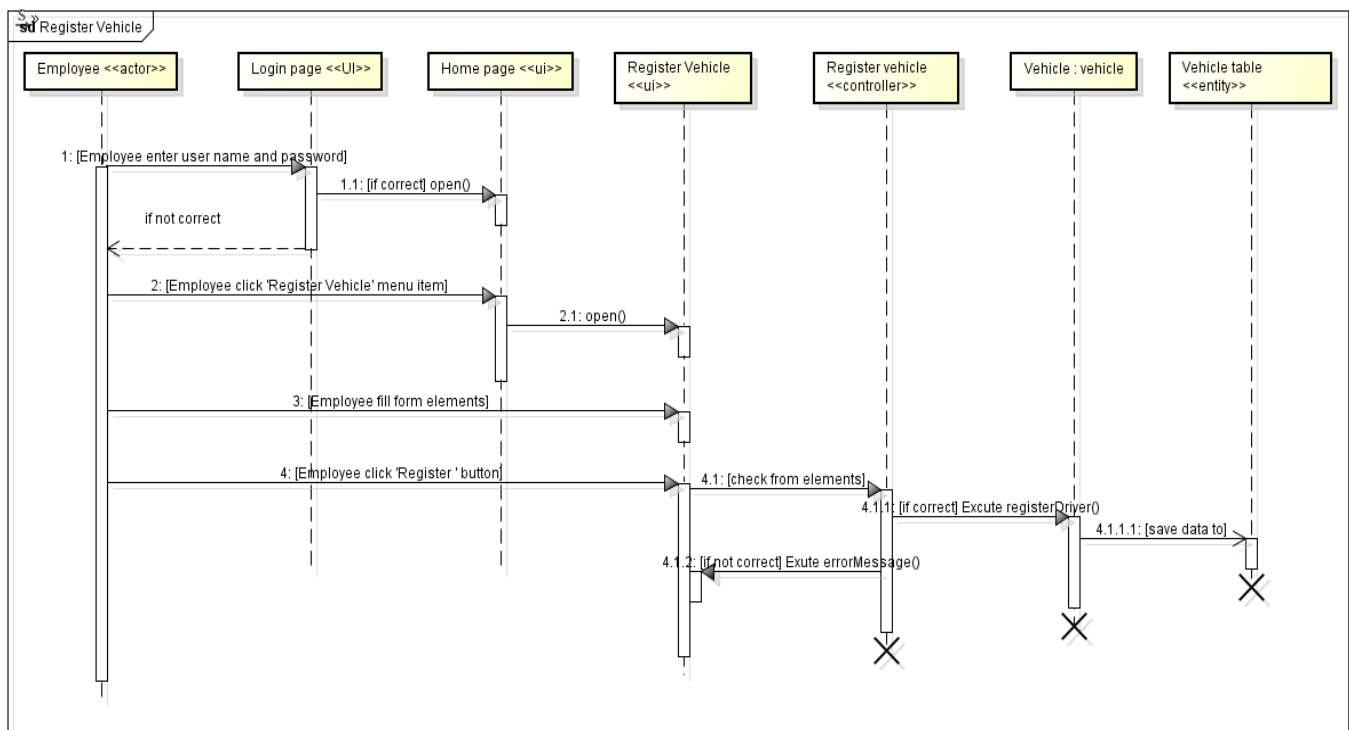 sd Register Vehicle
Employee <<actor>>
Login page <<UI>>
Home page <<ui>>
Register Vehicle
<<ui>>
Register vehicle
<<controller>>
Vehicle : vehicle
Vehicle table
<<entity>>
1: [Employee enter user name and password]
1.1: [if correct] open()
if not correct
2: [Employee click 'Register Vehicle' menu item]
2.1: open()
3: [Employee fill form elements]
4: [Employee click 'Register ' button]
4.1: [check from elements]
4.1.1: [if correct] Excute registerDriver()
4.1.1.1: [save data to]
4.1.2: [if not correct] Exute errorMessage()